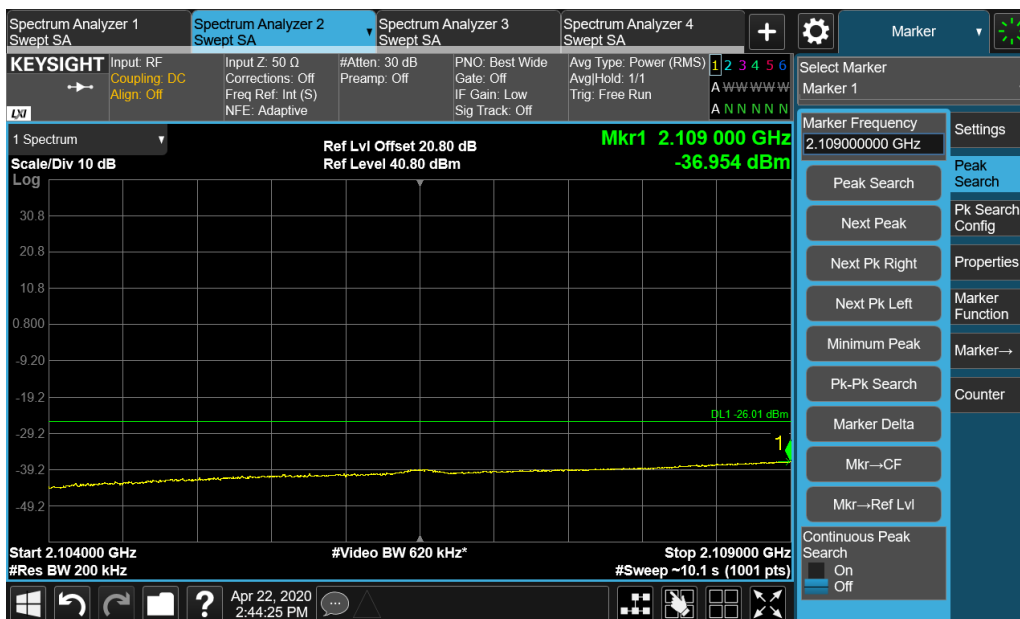 Spectrum Analyzer 1
Swept SA
Spectrum Analyzer 2
Swept SA
Spectrum Analyzer 3
Swept SA
Spectrum Analyzer 4
Swept SA
Marker
KEYSIGHT
LXI
Input: RF
Coupling: DC
Align: Off
Input Z: 50 Ω
Corrections: Off
Freq Ref: Int (S)
NFE: Adaptive
#Atten: 30 dB
Preamp: Off
PNO: Best Wide
Gate: Off
IF Gain: Low
Sig Track: Off
Avg Type: Power (RMS)
Avg|Hold: 1/1
Trig: Free Run
1 2 3 4 5 6
A W W W W W
A N N N N N
Select Marker
Marker 1
1 Spectrum
Scale/Div 10 dB
Ref Lvl Offset 20.80 dB
Ref Level 40.80 dBm
Mkr1 2.109 000 GHz
-36.954 dBm
Log
30.8
20.8
10.8
0.800
-9.20
-19.2
-29.2
-39.2
-49.2
DL1 -26.01 dBm
1
Start 2.104000 GHz
#Res BW 200 kHz
#Video BW 620 kHz*
Stop 2.109000 GHz
#Sweep ~10.1 s (1001 pts)
Marker Frequency
2.109000000 GHz
Peak Search
Next Peak
Next Pk Right
Next Pk Left
Minimum Peak
Pk-Pk Search
Marker Delta
Mkr→CF
Mkr→Ref Lvl
Continuous Peak
Search
On
Off
Settings
Peak
Search
Pk Search
Config
Properties
Marker
Function
Marker→
Counter
?
Apr 22, 2020
2:44:25 PM